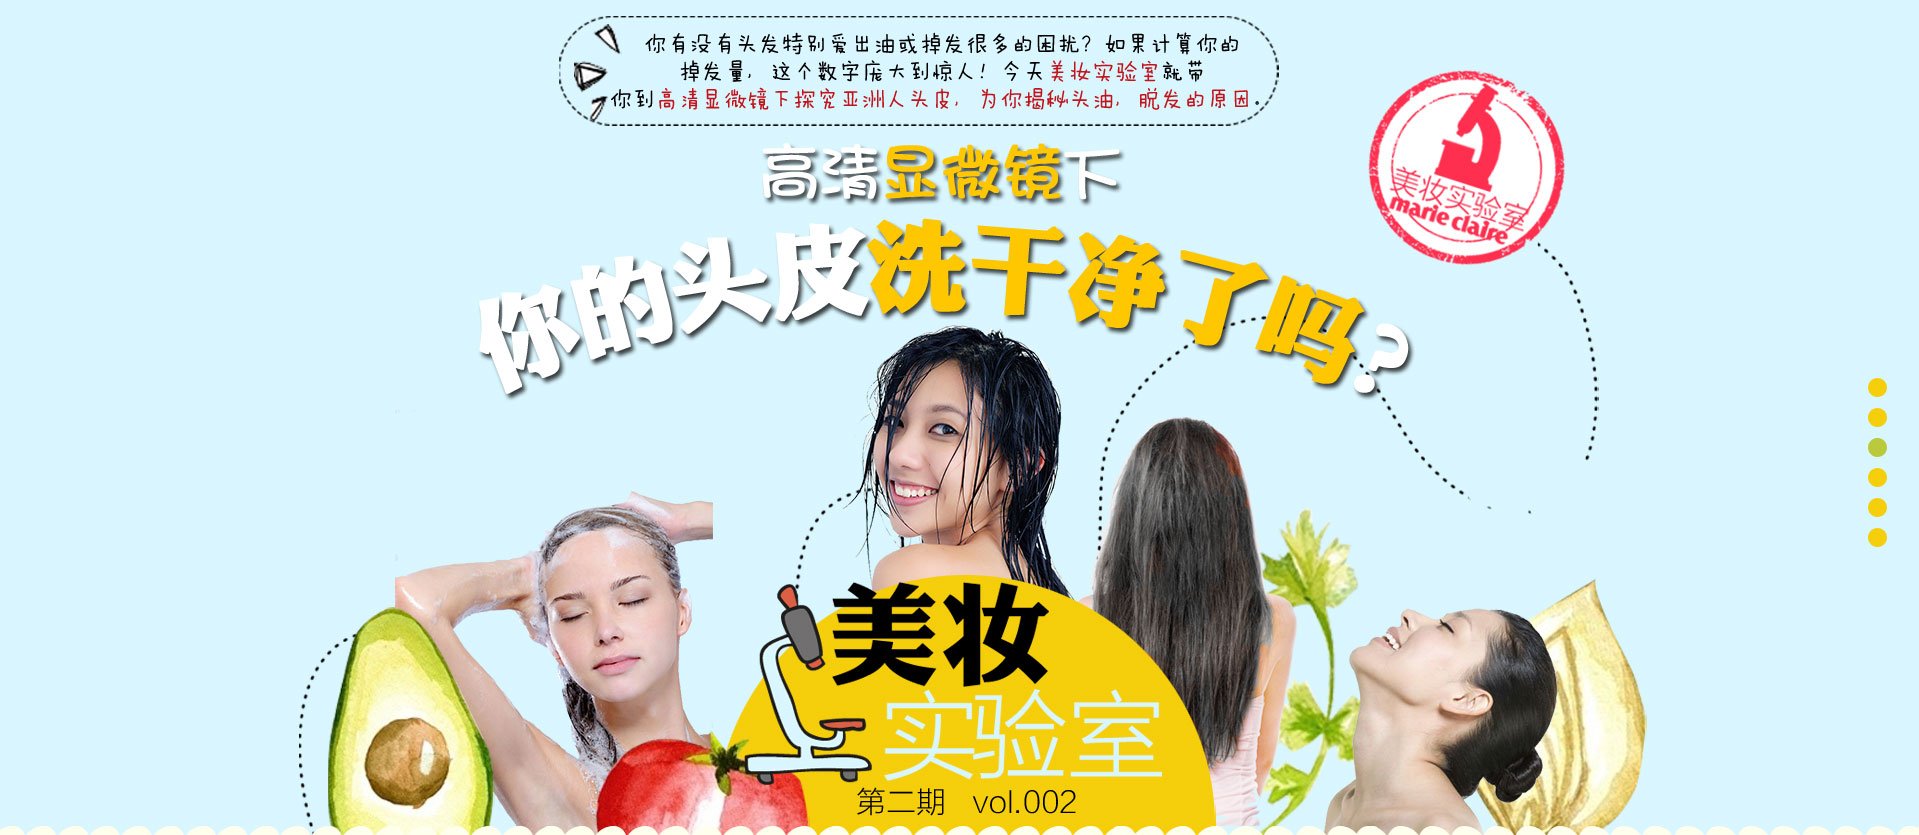 你有没有头发特别爱出油或掉发很多的困扰？如果计算你的
掉发量，这个数字庞大到惊人！今天美妆实验室就带
你到高清显微镜下探究亚洲人头皮，为你揭秘头油，脱发的原因。
高清显微镜下
你的头皮洗干净了吗？
美妆实验室
marie claire
美妆
实验室
第二期 vol.002